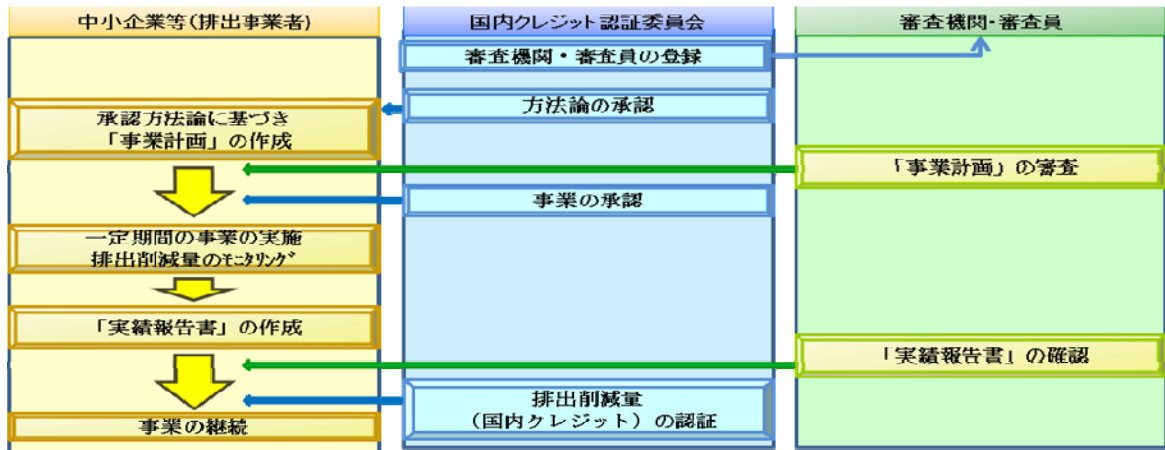 中小企業等(排出事業者)
国内クレジット認証委員会
審査機関・審査員
審査機関・審査員の登録
方法論の承認
承認方法論に基づき
「事業計画」の作成
「事業計画」の審査
事業の承認
一定期間の事業の実施
排出削減量のﾓﾆﾀﾘﾝｸﾞ
「実績報告書」の作成
「実績報告書」の確認
排出削減量
(国内クレジット)の認証
事業の継続